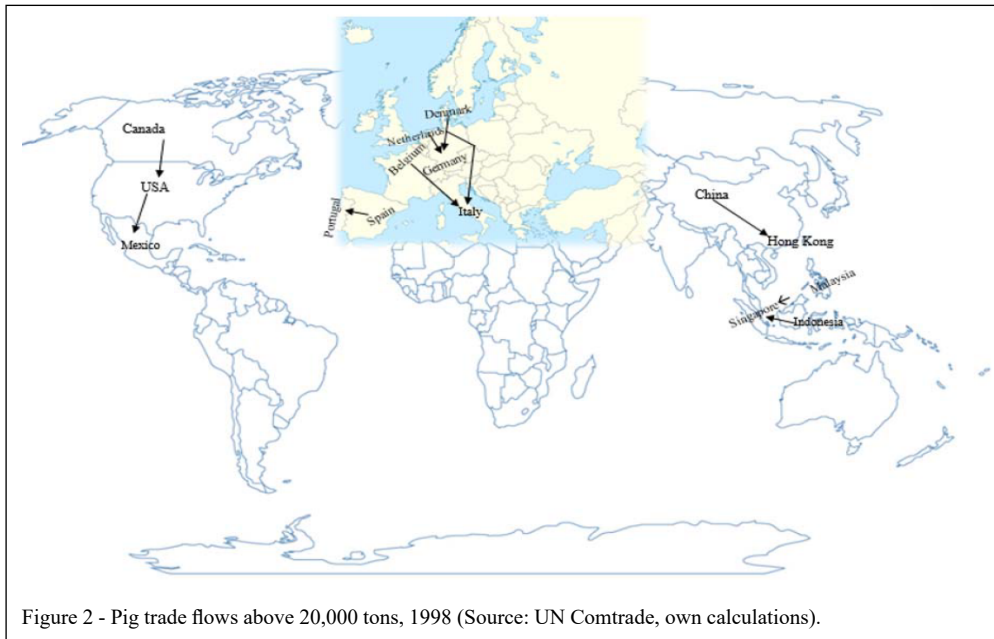 Canada
USA
Mexico
Denmark
Netherlands
Belgium
Germany
Portugal
Spain
Italy
China
Hong Kong
Malaysia
Singapore
Indonesia
Figure 2 - Pig trade flows above 20,000 tons, 1998 (Source: UN Comtrade, own calculations).